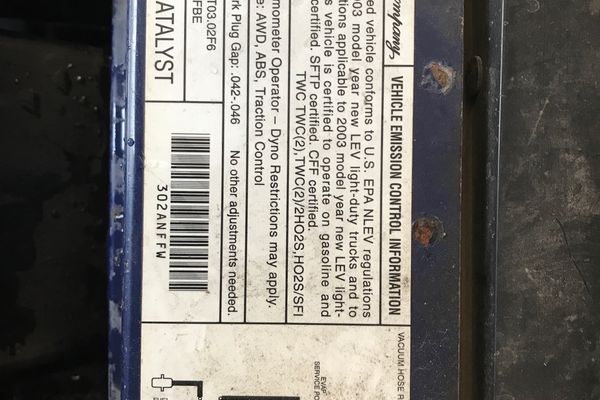 ompany,
VEHICLE EMISSION CONTROL INFORMATION
ed vehicle conforms to U.S. EPA NLEV regulations
03 model year new LEV light-duty trucks and to
tions applicable to 2003 model year new LEV light-
s vehicle is certified to operate on gasoline and
certified. SFTP certified. CFF certified.
TWC TWC(2),TWC(2)/2HO2S,HO2S/SFI
mometer Operator – Dyno Restrictions may apply.
e: AWD, ABS, Traction Control
rk Plug Gap: .042-.046 No other adjustments needed.
T03.02F6
FBE
ATALYST
302ANFFW
VACUUM HOSE R
EVAP
SERVICE PO